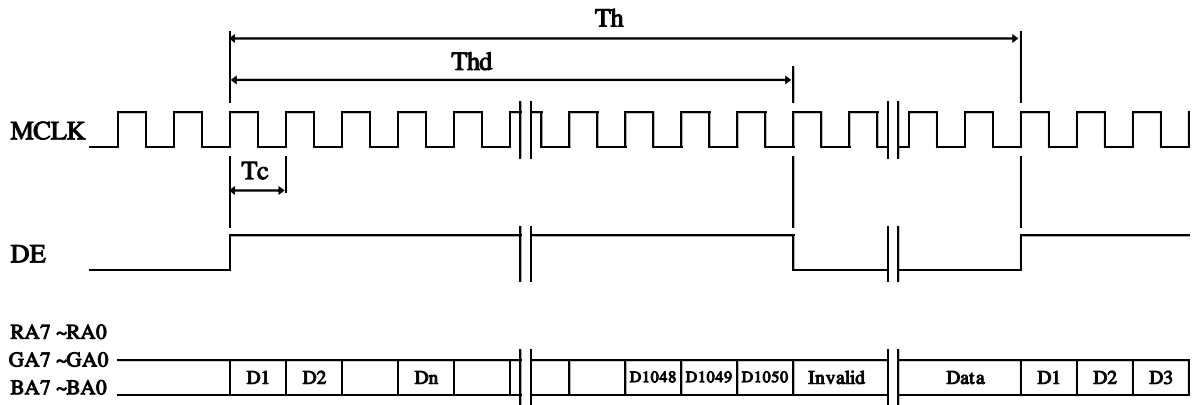 Th
Thd
MCLK
Tc
DE
RA7 ~RA0
GA7 ~GA0
BA7 ~BA0
D1 D2 Dn D1048 D1049 D1050 Invalid Data D1 D2 D3